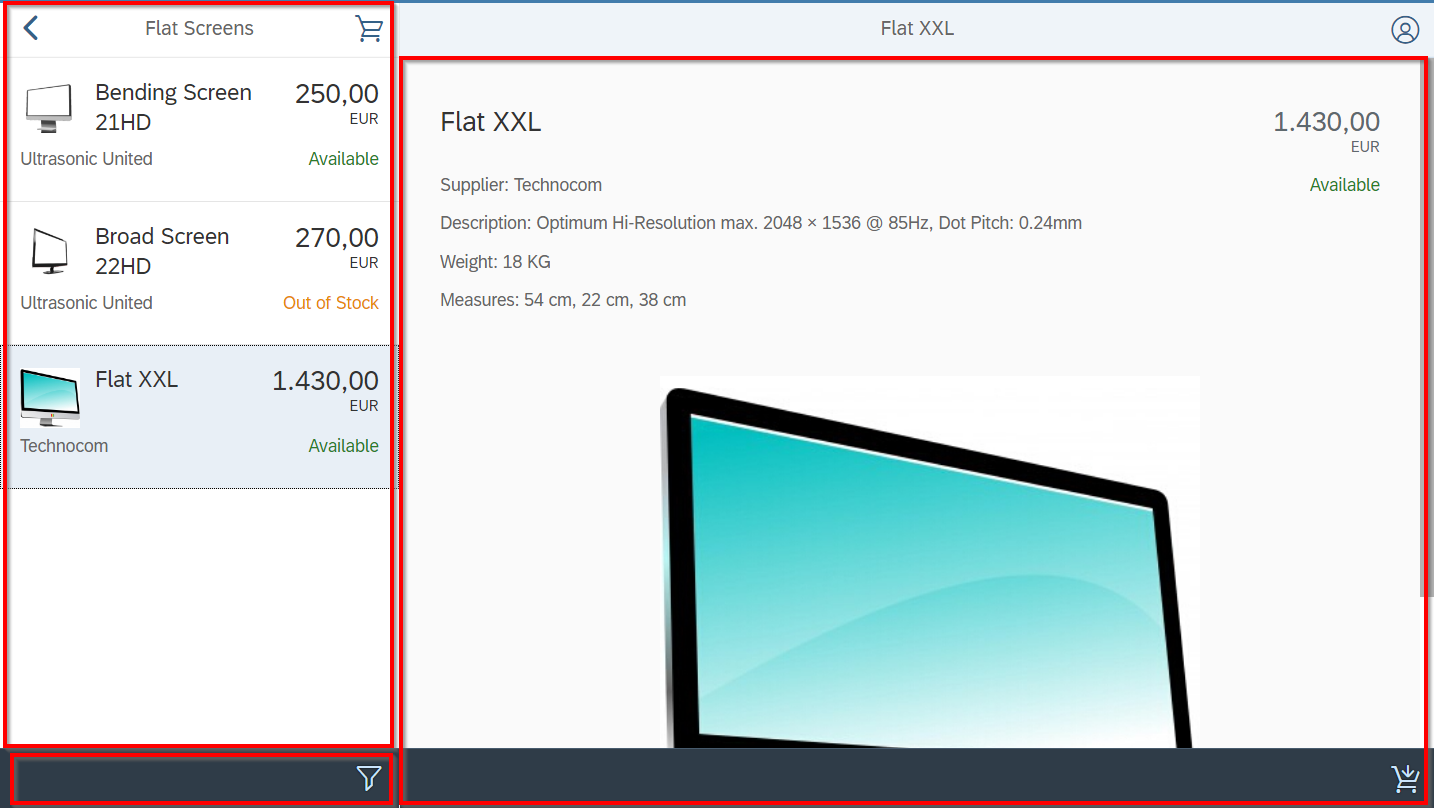 Flat Screens
Bending Screen 250,00
21HD EUR
Ultrasonic United Available
Broad Screen 270,00
22HD EUR
Ultrasonic United Out of Stock
Flat XXL 1.430,00
EUR
Technocom Available
Flat XXL
Flat XXL 1.430,00
EUR
Supplier: Technocom Available
Description: Optimum Hi-Resolution max. 2048 × 1536 @ 85Hz, Dot Pitch: 0.24mm
Weight: 18 KG
Measures: 54 cm, 22 cm, 38 cm